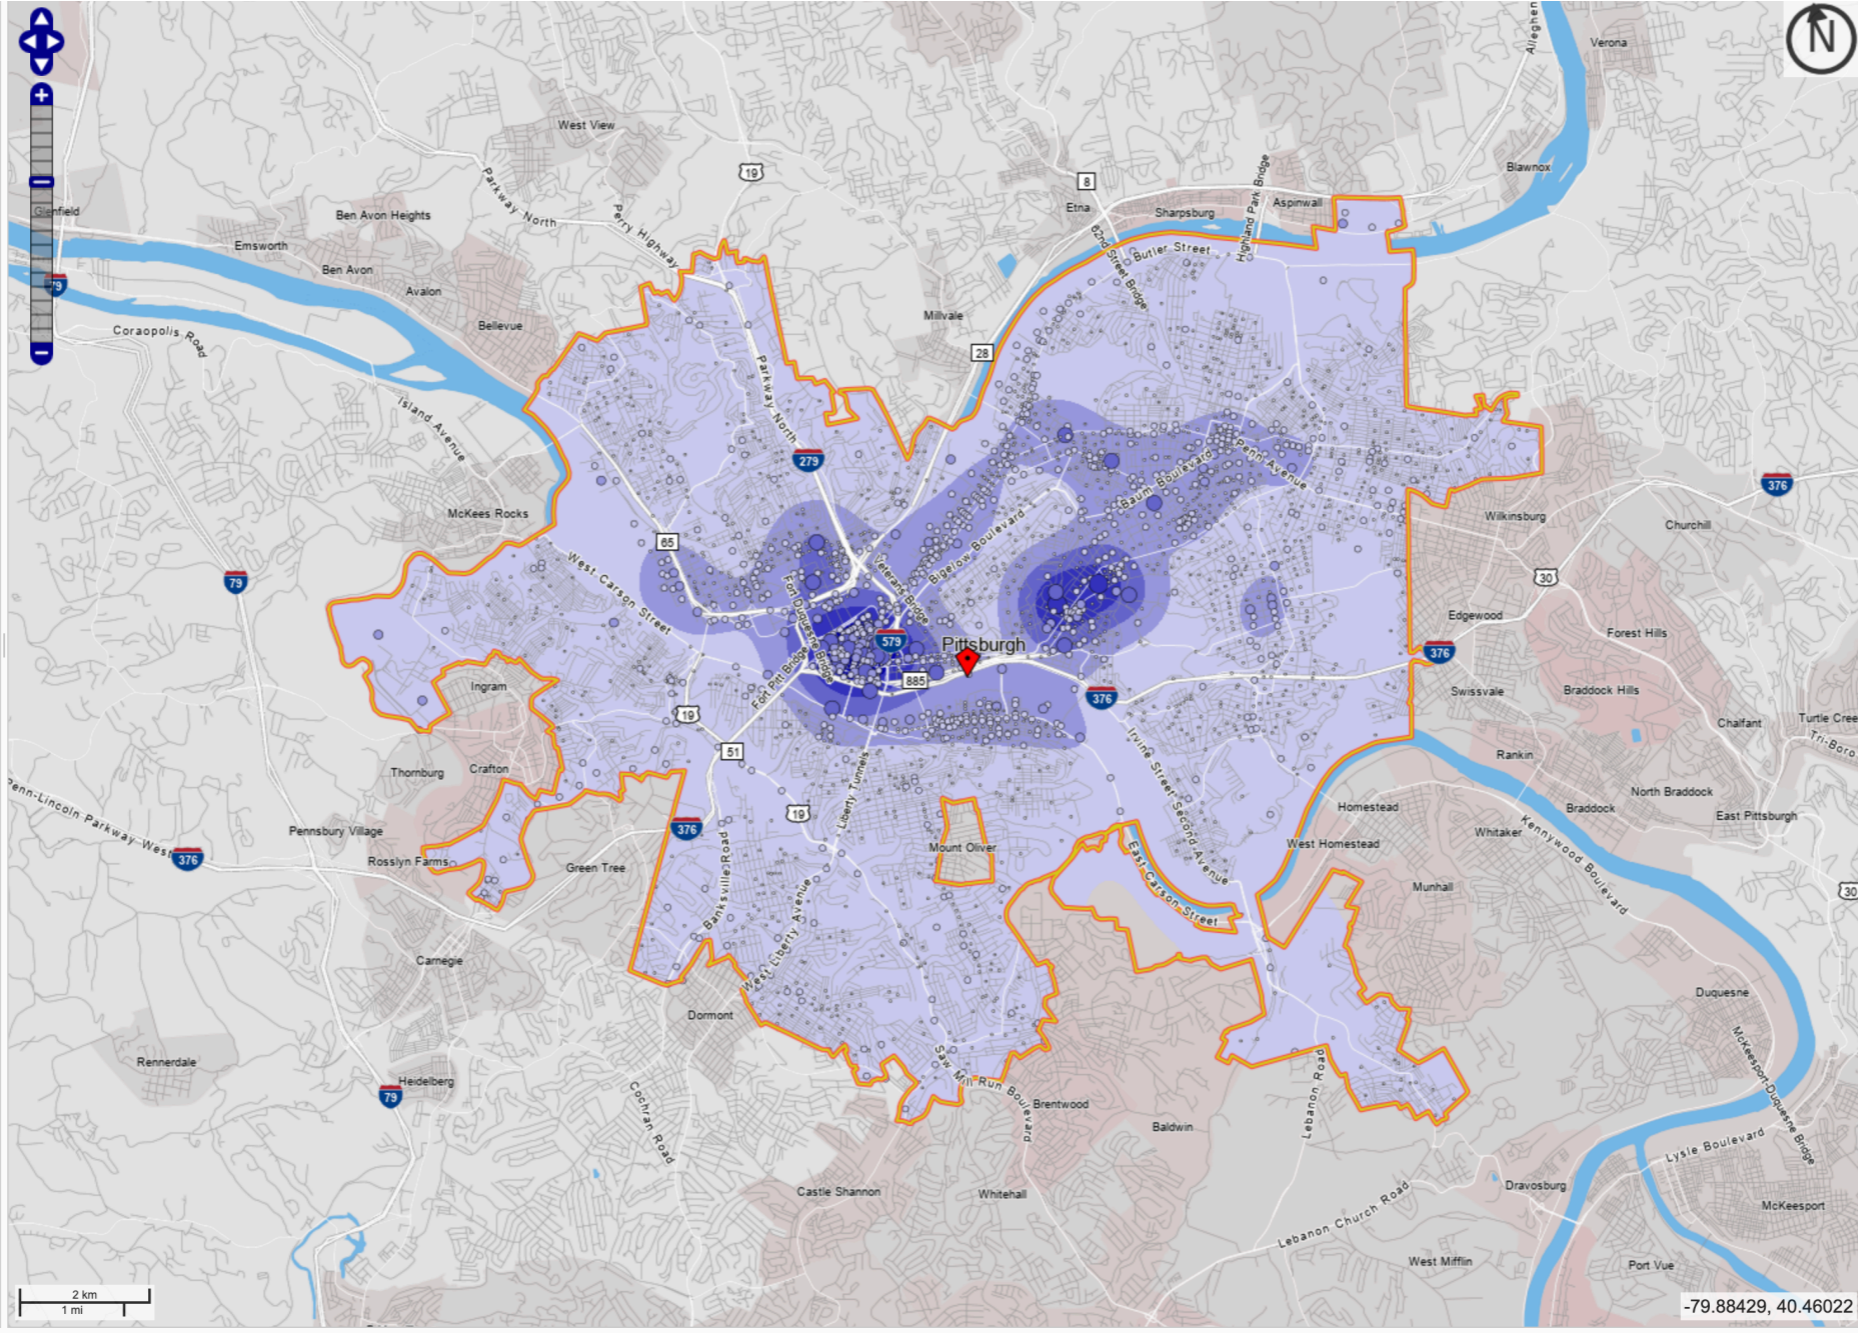 N
Verona
Alleghen
West View
19
8
Blawnox
Parkway North
Highland Park Bridge
Glenfield
Ben Avon Heights
Perry Highway
Etna
Sharpsburg
Aspinwall
Emsworth
62nd Street Bridge
Butler Street
Ben Avon
79
Avalon
Millvale
Bellevue
Coraopolis Road
28
Parkway North
Island Avenue
279
Penn Avenue
Baum Boulevard
376
McKees Rocks
Wilkinsburg
Churchill
65
Bigelow Boulevard
West Carson Street
Veterans Bridge
79
30
Fort Duquesne Bridge
Edgewood
Forest Hills
579
Pittsburgh
376
Fort Pitt Bridge
885
Ingram
Swissvale
Braddock Hills
376
19
Chalfant
Turtle Cree
Tri-Boro
51
Irvine Street
Second Avenue
Rankin
Thornburg
Crafton
Liberty Tunnels
North Braddock
Penn-Lincoln Parkway West
Homestead
Braddock
19
East Pittsburgh
376
Pennsbury Village
Kennywood Boulevard
Whitaker
376
Rosslyn Farms
Green Tree
Banksville Road
Mount Oliver
West Homestead
East Carson Street
Munhall
30
West Liberty Avenue
Carnegie
Duquesne
Dormont
Rennerdale
Saw Mill Run Boulevard
McKeesport-Duquesne Bridge
Heidelberg
79
Cochran Road
Brentwood
Lebanon Road
Baldwin
Lysle Boulevard
Castle Shannon
Whitehall
Dravosburg
McKeesport
Lebanon Church Road
West Mifflin
Port Vue
2 km
1 mi
-79.88429, 40.46022